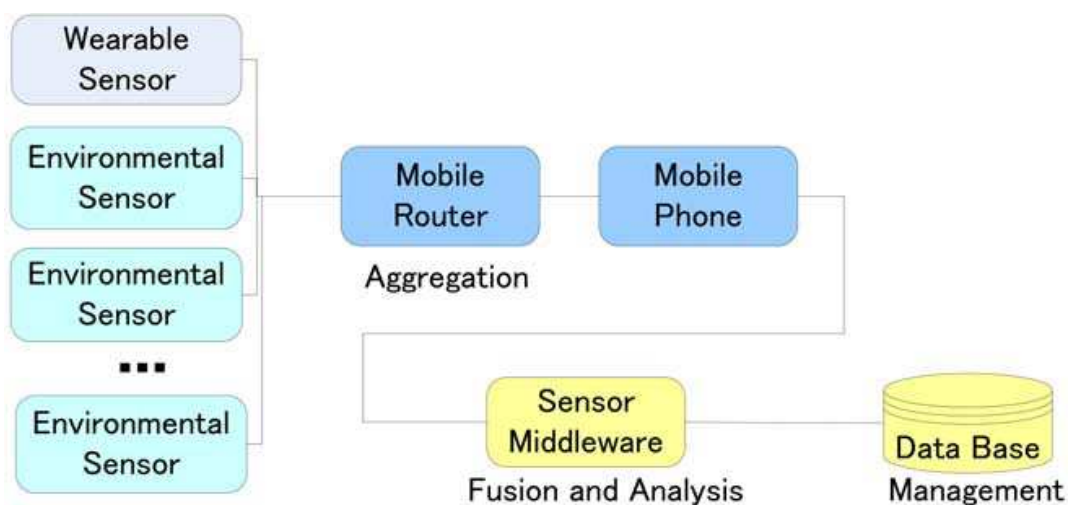 Wearable
Sensor
Environmental
Sensor
Environmental
Sensor
...
Environmental
Sensor
Mobile
Router
Aggregation
Mobile
Phone
Sensor
Middleware
Fusion and Analysis
Data Base
Management